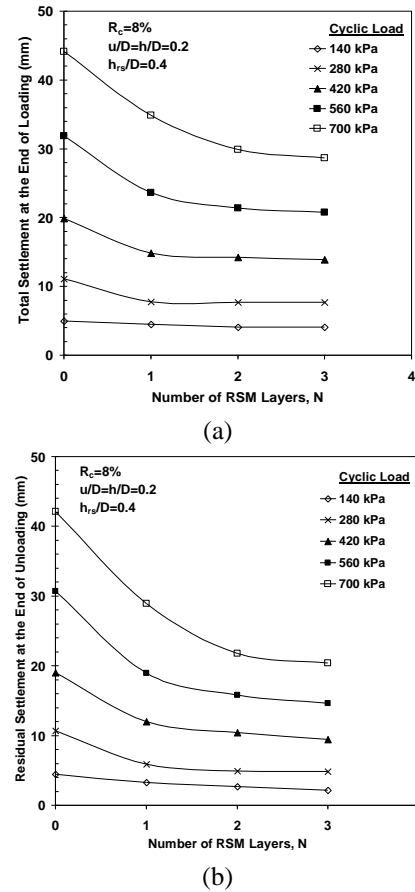 50
40
30
20
10
0
Total Settlement at the End of Loading (mm)
Rc=8%
u/D=h/D=0.2
hrs/D=0.4
Cyclic Load
140 kPa
280 kPa
420 kPa
560 kPa
700 kPa
0 1 2 3 4
Number of RSM Layers, N
(a)
50
40
30
20
10
0
Residual Settlement at the End of Unloading (mm)
Rc=8%
u/D=h/D=0.2
hrs/D=0.4
Cyclic Load
140 kPa
280 kPa
420 kPa
560 kPa
700 kPa
0 1 2 3
Number of RSM Layers, N
(b)